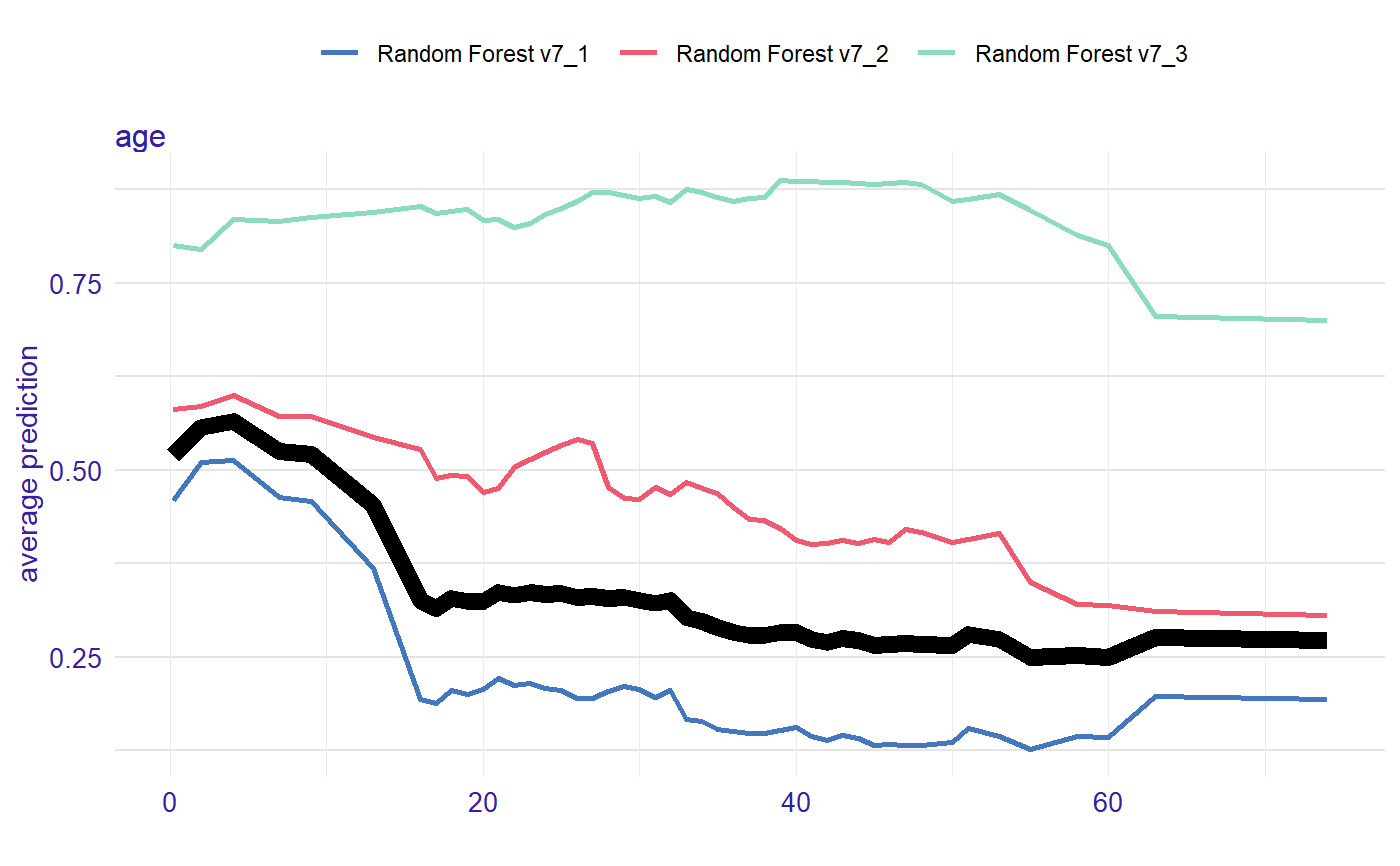 Random Forest v7_1 Random Forest v7_2 Random Forest v7_3
age
average prediction
0.75
0.50
0.25
0 20 40 60